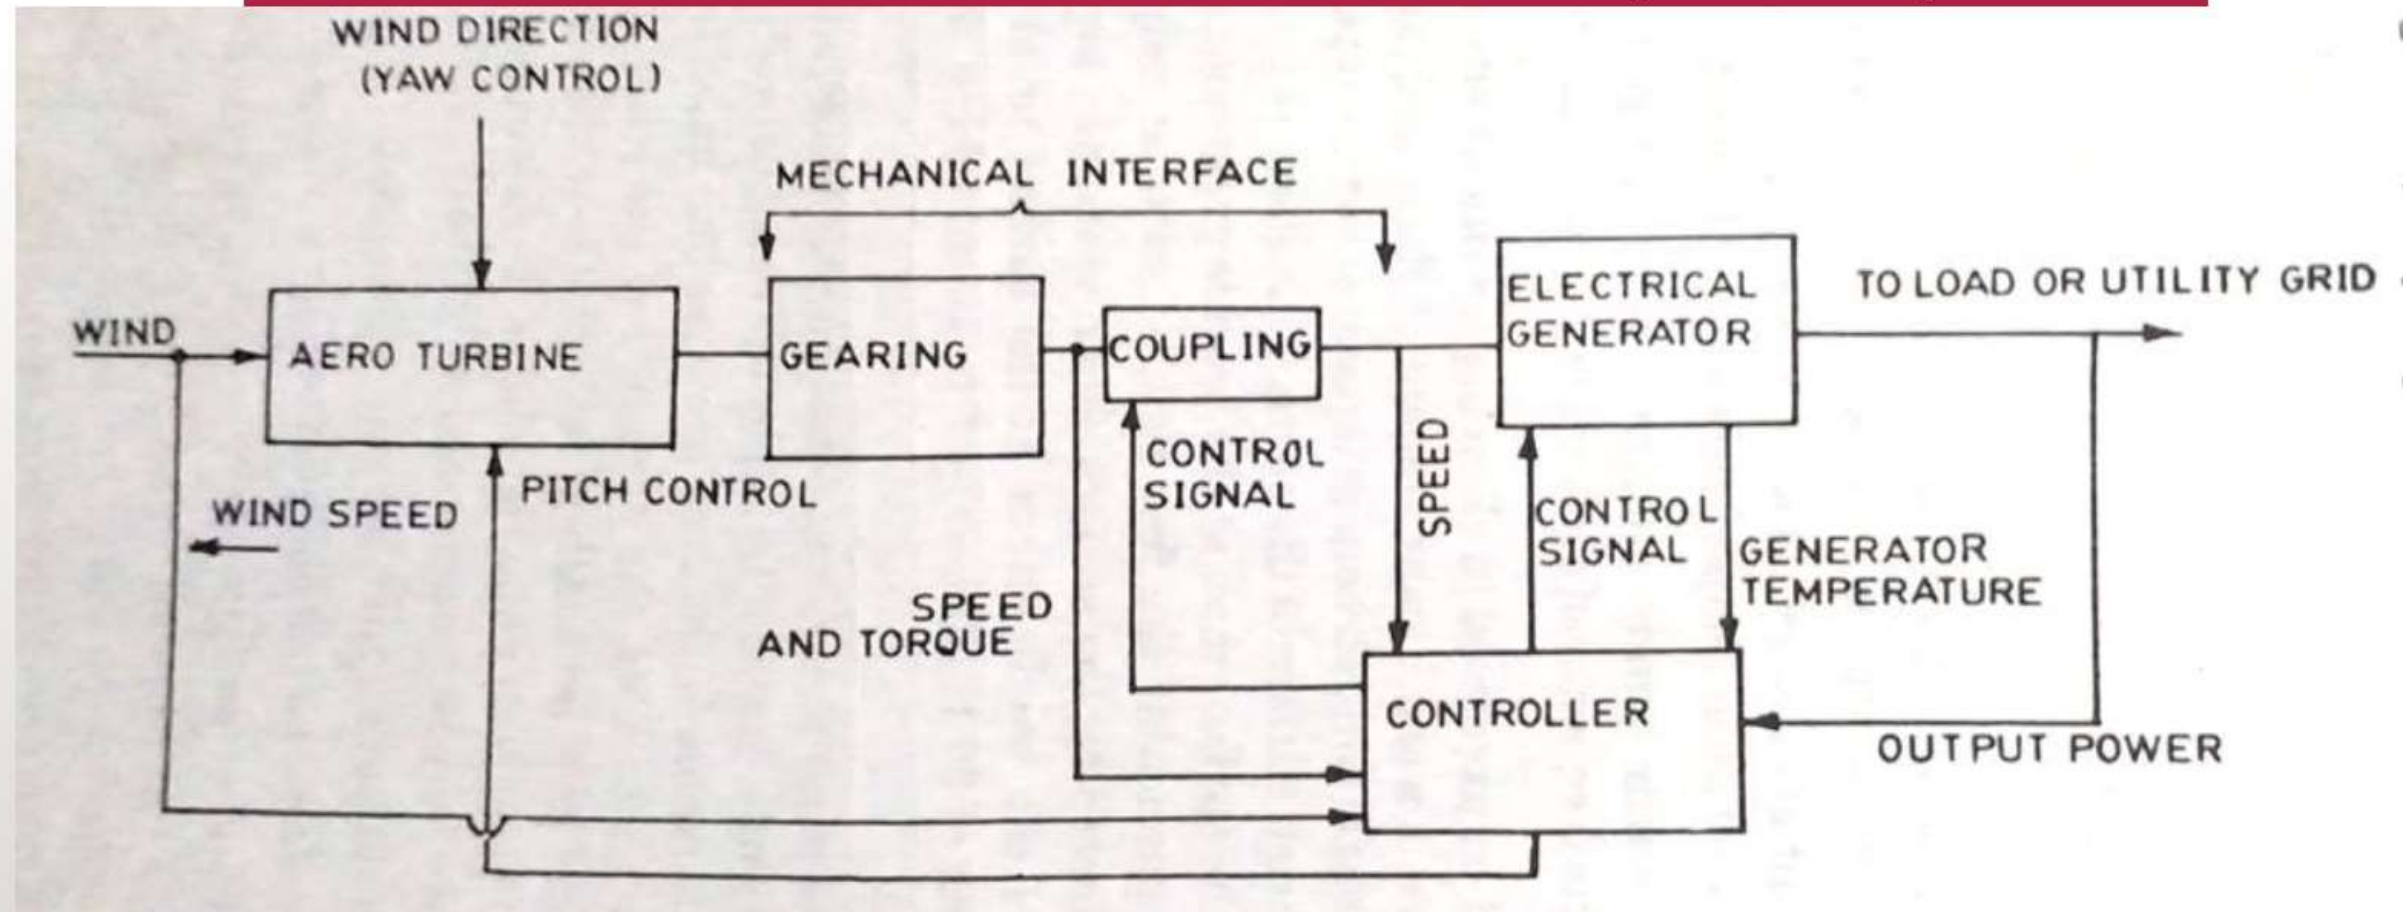 WIND DIRECTION
(YAW CONTROL)
MECHANICAL INTERFACE
ELECTRICAL
GENERATOR
TO LOAD OR UTILITY GRID
WIND
AERO TURBINE
GEARING
COUPLING
CONTROL
SIGNAL
SPEED
PITCH CONTROL
WIND SPEED
CONTROL
SIGNAL
GENERATOR
TEMPERATURE
SPEED
AND TORQUE
CONTROLLER
OUTPUT POWER